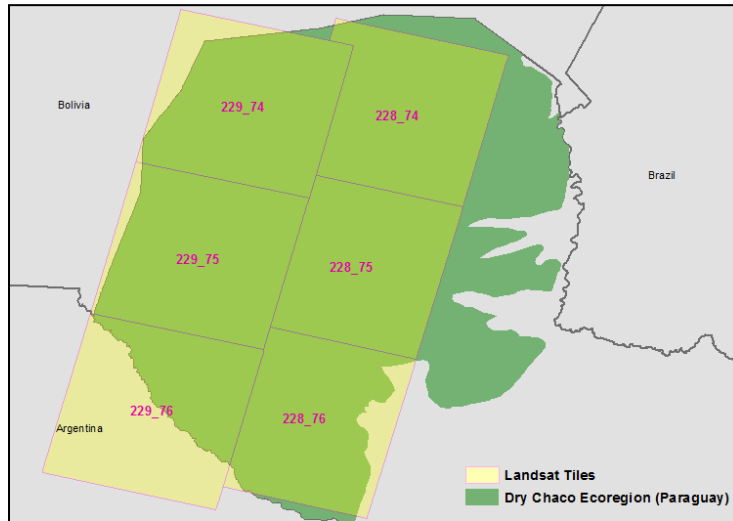 Bolivia
229_74
228_74
Brazil
229_75
228_75
229_76
228_76
Argentina
Landsat Tiles
Dry Chaco Ecoregion (Paraguay)